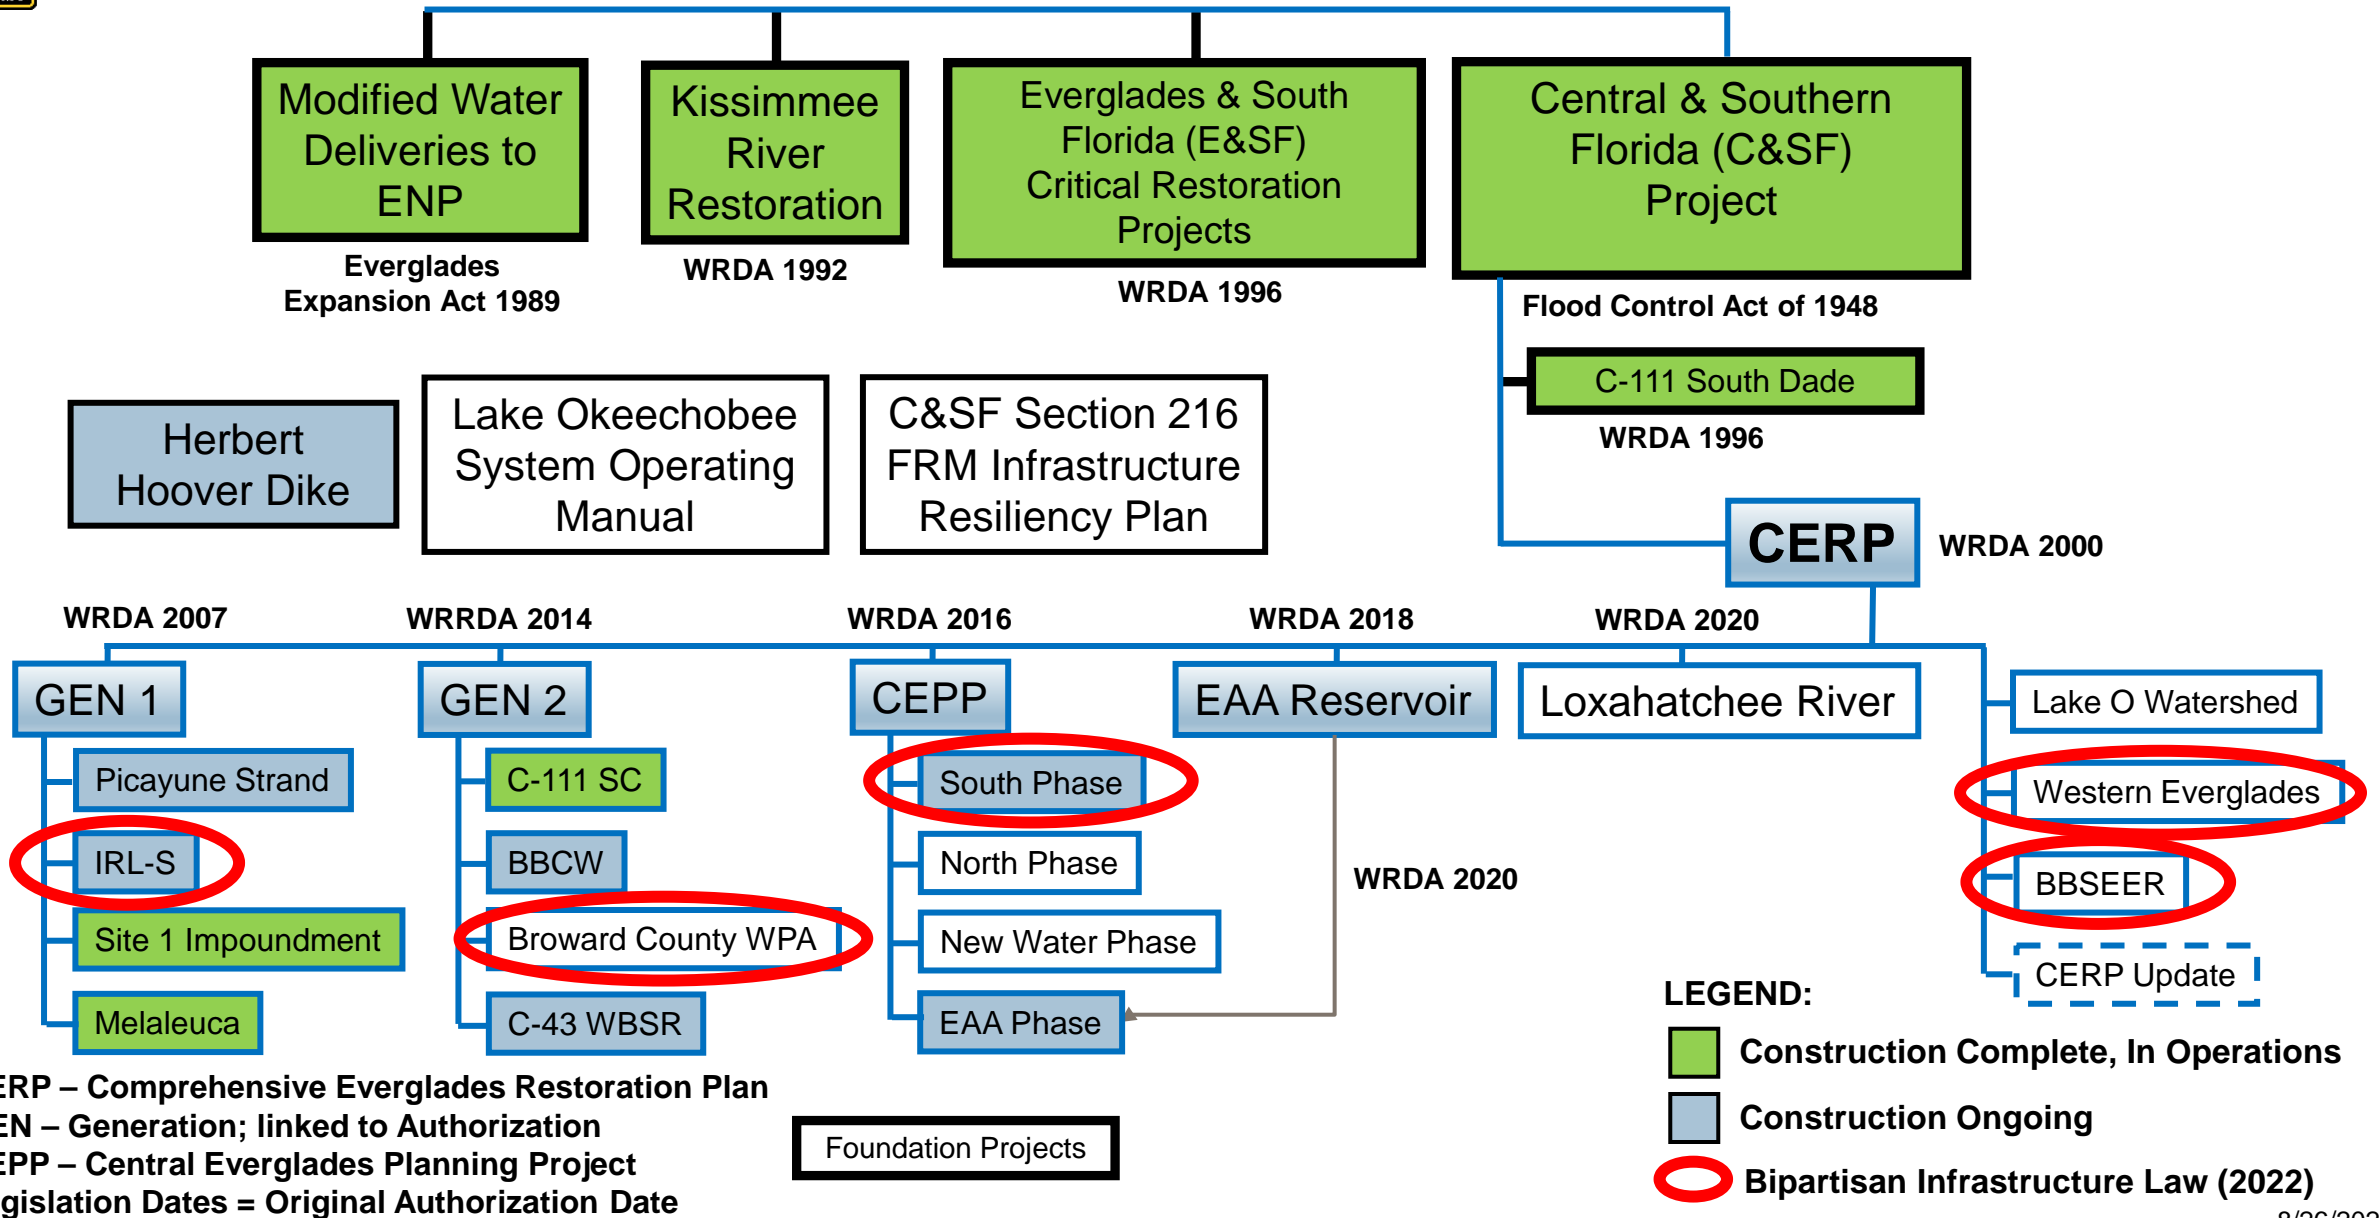 Modified Water
Deliveries to
ENP
Kissimmee
River
Restoration
Everglades & South
Florida (E&SF)
Critical Restoration
Projects
Central & Southern
Florida (C&SF)
Project
Everglades
Expansion Act 1989
WRDA 1992
WRDA 1996
Flood Control Act of 1948
C-111 South Dade
WRDA 1996
Herbert
Hoover Dike
Lake Okeechobee
System Operating
Manual
C&SF Section 216
FRM Infrastructure
Resiliency Plan
CERP
WRDA 2000
WRDA 2007
WRRDA 2014
WRDA 2016
WRDA 2018
WRDA 2020
GEN 1
Picayune Strand
IRL-S
Site 1 Impoundment
Melaleuca
GEN 2
C-111 SC
BBCW
Broward County WPA
C-43 WBSR
CEPP
South Phase
North Phase
New Water Phase
EAA Phase
EAA Reservoir
WRDA 2020
Loxahatchee River
Lake O Watershed
Western Everglades
BBSEER
CERP Update
ERP – Comprehensive Everglades Restoration Plan
EN – Generation; linked to Authorization
EPP – Central Everglades Planning Project
gislation Dates = Original Authorization Date
Foundation Projects
LEGEND:
Construction Complete, In Operations
Construction Ongoing
Bipartisan Infrastructure Law (2022)